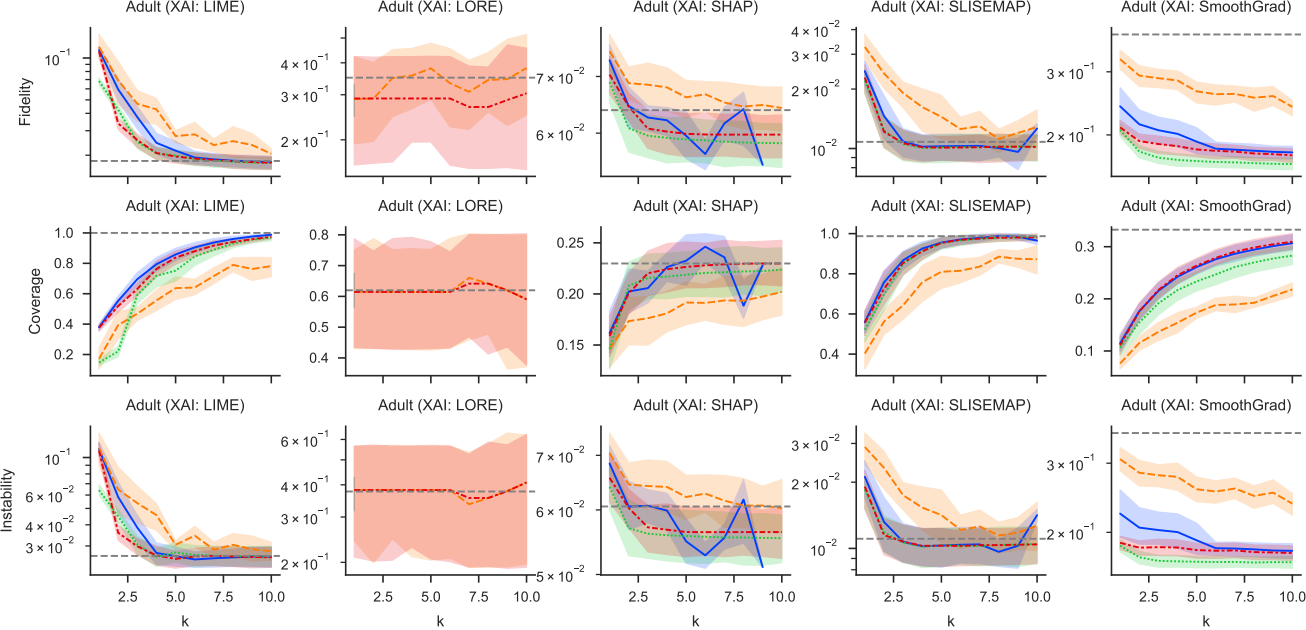 Adult (XAI: LIME) Adult (XAI: LORE) Adult (XAI: SHAP) Adult (XAI: SLISEMAP) Adult (XAI: SmoothGrad)
Fidelity
10⁻¹
4 × 10⁻¹
3 × 10⁻¹
2 × 10⁻¹
7 × 10⁻²
6 × 10⁻²
4 × 10⁻²
3 × 10⁻²
2 × 10⁻²
10⁻²
3 × 10⁻¹
2 × 10⁻¹
Adult (XAI: LIME) Adult (XAI: LORE) Adult (XAI: SHAP) Adult (XAI: SLISEMAP) Adult (XAI: SmoothGrad)
Coverage
1.0
0.8
0.6
0.4
0.2
0.8
0.7
0.6
0.5
0.4
0.25
0.20
0.15
1.0
0.8
0.6
0.4
0.3
0.2
0.1
Adult (XAI: LIME) Adult (XAI: LORE) Adult (XAI: SHAP) Adult (XAI: SLISEMAP) Adult (XAI: SmoothGrad)
Instability
10⁻¹
6 × 10⁻²
4 × 10⁻²
3 × 10⁻²
6 × 10⁻¹
4 × 10⁻¹
3 × 10⁻¹
2 × 10⁻¹
7 × 10⁻²
6 × 10⁻²
5 × 10⁻²
3 × 10⁻²
2 × 10⁻²
10⁻²
3 × 10⁻¹
2 × 10⁻¹
2.5 5.0 7.5 10.0 2.5 5.0 7.5 10.0 2.5 5.0 7.5 10.0 2.5 5.0 7.5 10.0 2.5 5.0 7.5 10.0
k k k k k